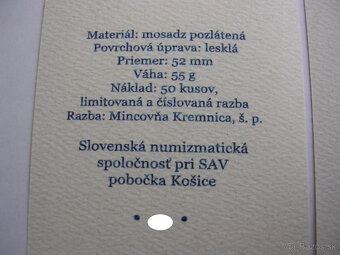 Materiál: mosadz pozlátená
Povrchová úprava: lesklá
Priemer: 52 mm
Váha: 55 g
Náklad: 50 kusov,
limitovaná a číslovaná razba
Razba: Mincovňa Kremnica, š. p.
Slovenská numizmatická
spoločnosť pri SAV
pobočka Košice